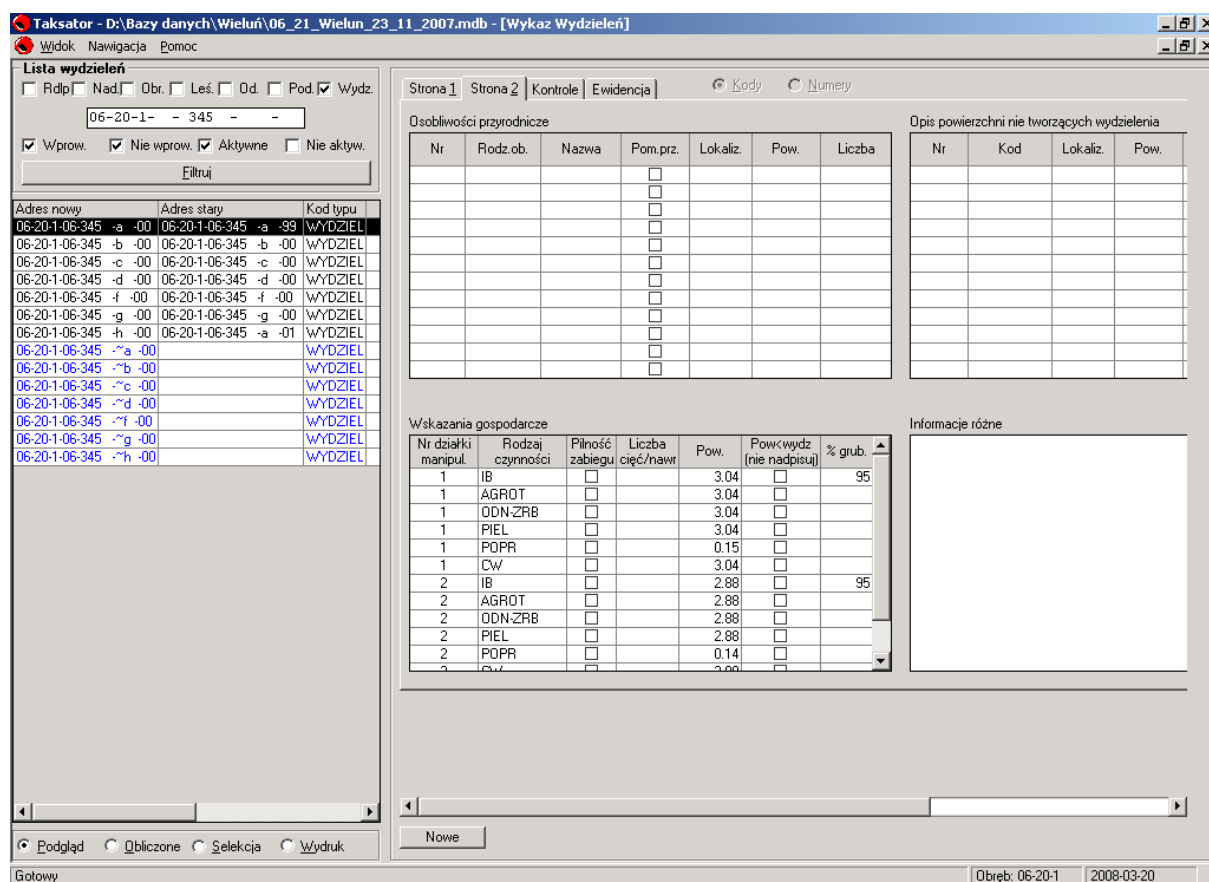 Taksator - D:\Bazy danych\Wieluń\06_21_Wielun_23_11_2007.mdb - [Wykaz Wydzieleń]
Widok Nawigacja Pomoc
Lista wydzieleń
Rdlp Nad. Obr. Leś. Od. Pod. Wydz.
06-20-1- - 345 - -
Wprow. Nie wprow. Aktywne Nie aktyw.
Filtruj
Adres nowy Adres stary Kod typu
06-20-1-06-345 -a -00 06-20-1-06-345 -a -99 WYDZIEL
06-20-1-06-345 -b -00 06-20-1-06-345 -b -00 WYDZIEL
06-20-1-06-345 -c -00 06-20-1-06-345 -c -00 WYDZIEL
06-20-1-06-345 -d -00 06-20-1-06-345 -d -00 WYDZIEL
06-20-1-06-345 -f -00 06-20-1-06-345 -f -00 WYDZIEL
06-20-1-06-345 -g -00 06-20-1-06-345 -g -00 WYDZIEL
06-20-1-06-345 -h -00 06-20-1-06-345 -a -01 WYDZIEL
06-20-1-06-345 -~a -00 WYDZIEL
06-20-1-06-345 -~b -00 WYDZIEL
06-20-1-06-345 -~c -00 WYDZIEL
06-20-1-06-345 -~d -00 WYDZIEL
06-20-1-06-345 -~f -00 WYDZIEL
06-20-1-06-345 -~g -00 WYDZIEL
06-20-1-06-345 -~h -00 WYDZIEL
Podgląd Obliczone Selekcja Wydruk
Strona 1 Strona 2 Kontrole Ewidencja Kody Numery
Osobliwości przyrodnicze
Nr Rodz.ob. Nazwa Pom.prz. Lokaliz. Pow. Liczba
Opis powierzchni nie tworzących wydzielenia
Nr Kod Lokaliz. Pow.
Wskazania gospodarcze
Nr działki manipul. Rodzaj czynności Pilność zabiegu Liczba cięć/nawr Pow. Pow<wydz (nie nadpisuj) % grub.
1 IB 3.04 95
1 AGROT 3.04
1 ODN-ZRB 3.04
1 PIEL 3.04
1 POPR 0.15
1 CW 3.04
2 IB 2.88 95
2 AGROT 2.88
2 ODN-ZRB 2.88
2 PIEL 2.88
2 POPR 0.14
Informacje różne
Nowe
Gotowy Obręb: 06-20-1 2008-03-20